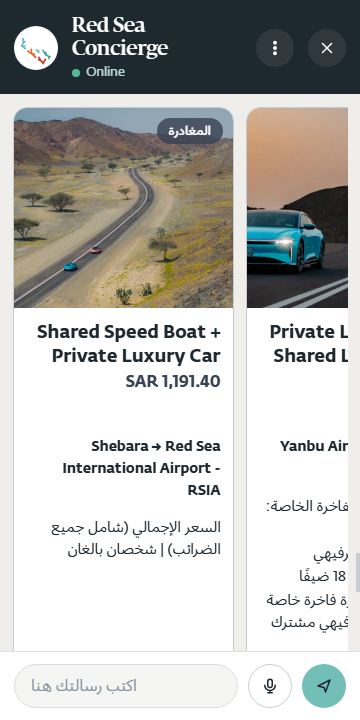 Red Sea
Concierge
Online
المغادرة
Shared Speed Boat +
Private Luxury Car
SAR 1,191.40
Shebara → Red Sea
International Airport -
RSIA
السعر الإجمالي (شامل جميع
الضرائب) | شخصان بالغان
Private L
Shared L
Yanbu Air
فاخرة الخاصة:
رفيهي
18 ضيفًا
ة فاخرة خاصة
فيهي مشترك
اكتب رسالتك هنا